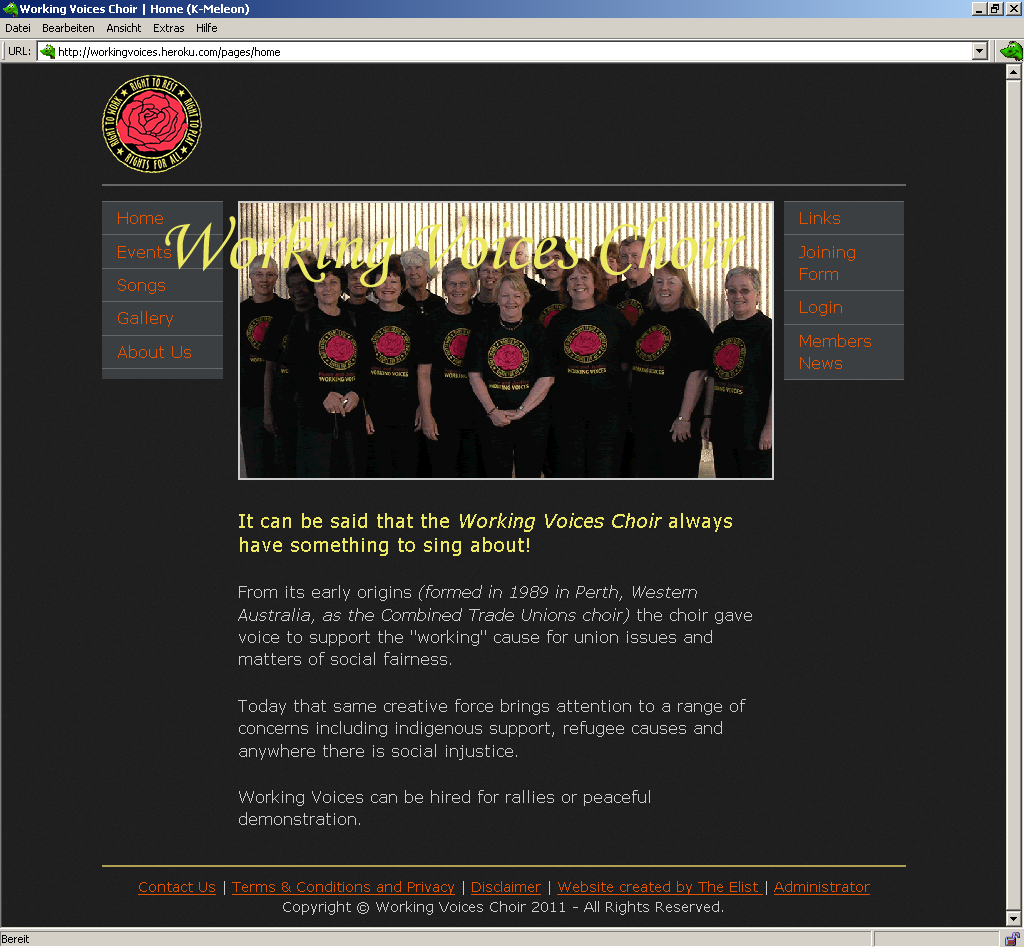 Working Voices Choir | Home (K-Meleon)
Datei Bearbeiten Ansicht Extras Hilfe
URL: http://workingvoices.heroku.com/pages/home
RIGHT TO WORK ★ RIGHT TO REST ★ RIGHT TO PLAY ★ RIGHTS FOR ALL ★
Home
Events
Songs
Gallery
About Us
Working Voices Choir
WORKING VOICES
Links
Joining
Form
Login
Members
News
It can be said that the Working Voices Choir always
have something to sing about!
From its early origins (formed in 1989 in Perth, Western
Australia, as the Combined Trade Unions choir) the choir gave
voice to support the "working" cause for union issues and
matters of social fairness.
Today that same creative force brings attention to a range of
concerns including indigenous support, refugee causes and
anywhere there is social injustice.
Working Voices can be hired for rallies or peaceful
demonstration.
Contact Us | Terms & Conditions and Privacy | Disclaimer | Website created by The Elist | Administrator
Copyright © Working Voices Choir 2011 - All Rights Reserved.
Bereit